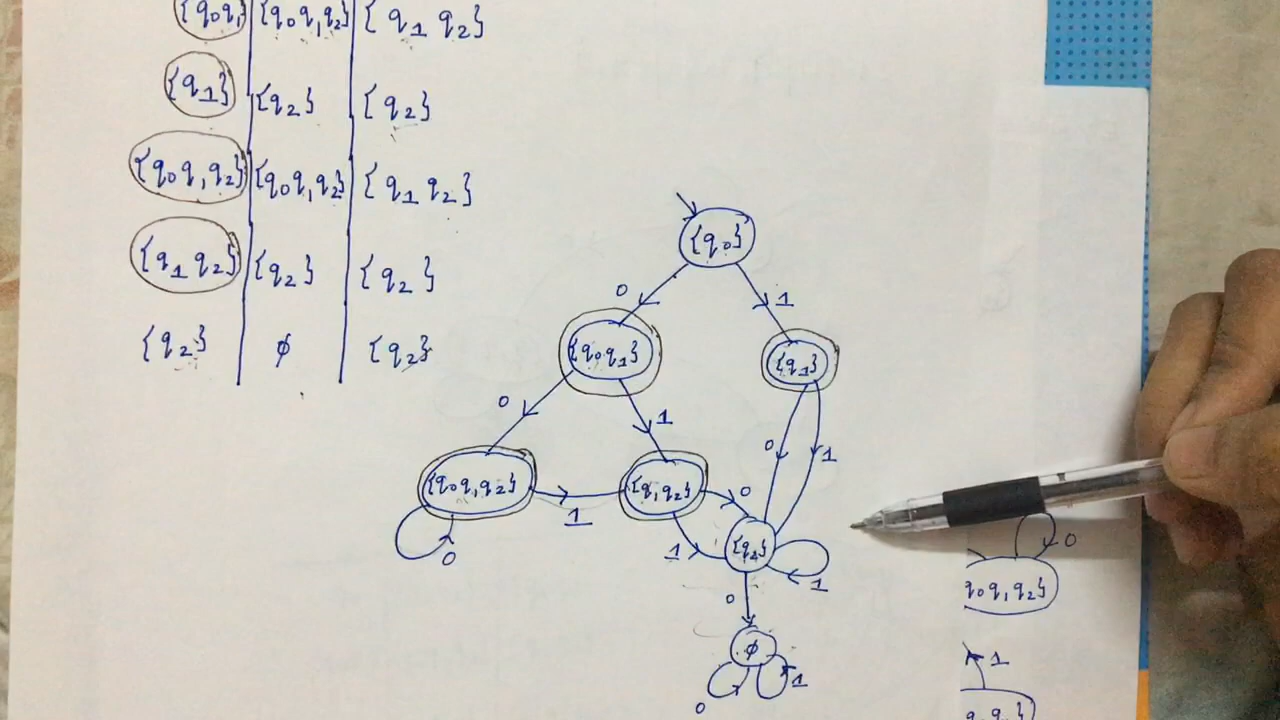 {q0q1} {q0q1q2} {q1 q2}
{q1} {q2} {q2}
{q0q1q2} {q0q1q2} {q1 q2}
{q1 q2} {q2} {q2}
{q2} ϕ {q2}
{q0}
0 1
{q0q1} {q1}
0 1 0 1
{q0q1q2} {q1q2} 0
1
0 1 {q2} 1
0
ϕ
0 1
0
q0q1q2}
1